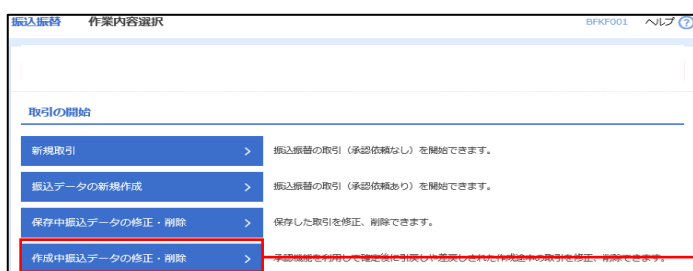 振込振替 作業内容選択 BFKF001 ヘルプ ?
取引の開始
新規取引 > 振込振替の取引（承認依頼なし）を開始できます。
振込データの新規作成 > 振込振替の取引（承認依頼あり）を開始できます。
保存中振込データの修正・削除 > 保存した取引を修正、削除できます。
作成中振込データの修正・削除 > 承認機能を利用して確定後に引戻しや差戻しされた作成途中の取引を修正、削除できます。